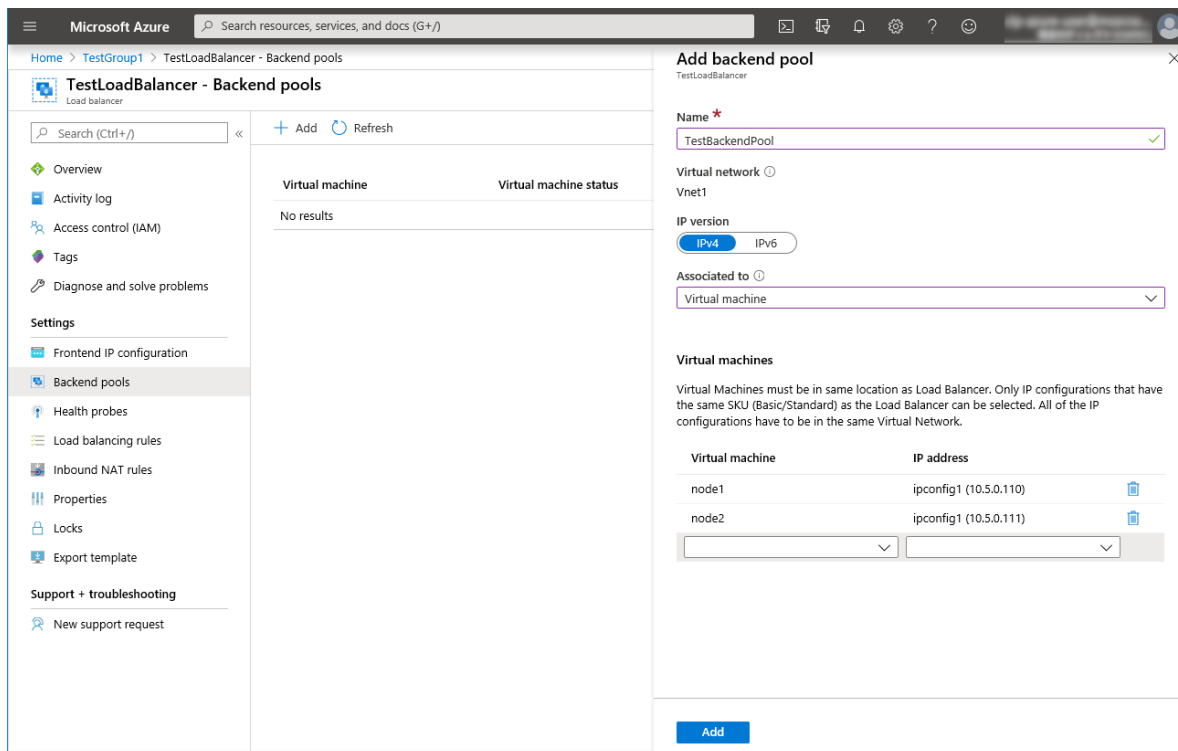 Microsoft Azure
Search resources, services, and docs (G+/)
Home > TestGroup1 > TestLoadBalancer - Backend pools
TestLoadBalancer - Backend pools
Load balancer
Search (Ctrl+/)
«
Overview
Activity log
Access control (IAM)
Tags
Diagnose and solve problems
Settings
Frontend IP configuration
Backend pools
Health probes
Load balancing rules
Inbound NAT rules
Properties
Locks
Export template
Support + troubleshooting
New support request
+ Add Refresh
Virtual machine Virtual machine status
No results
Add backend pool
TestLoadBalancer
Name *
TestBackendPool
Virtual network
Vnet1
IP version
IPv4 IPv6
Associated to
Virtual machine
Virtual machines
Virtual Machines must be in same location as Load Balancer. Only IP configurations that have
the same SKU (Basic/Standard) as the Load Balancer can be selected. All of the IP
configurations have to be in the same Virtual Network.
Virtual machine IP address
node1 ipconfig1 (10.5.0.110)
node2 ipconfig1 (10.5.0.111)
Add